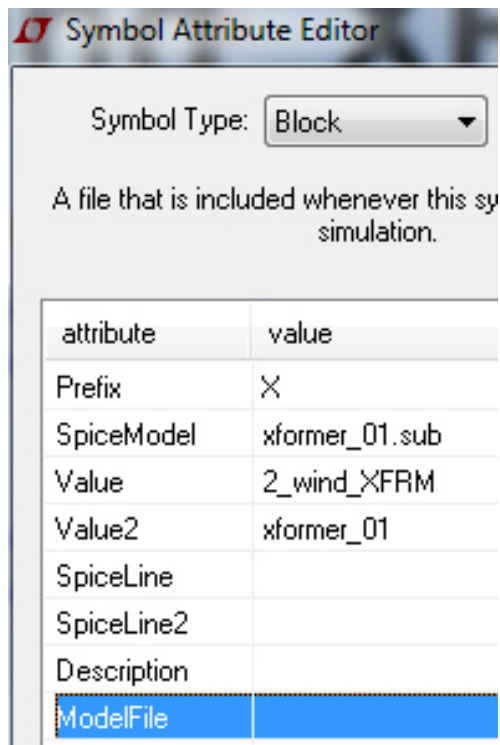 Symbol Attribute Editor
Symbol Type: Block
A file that is included whenever this sy
simulation.
attribute value
Prefix X
SpiceModel xformer_01.sub
Value 2_wind_XFRM
Value2 xformer_01
SpiceLine
SpiceLine2
Description
ModelFile